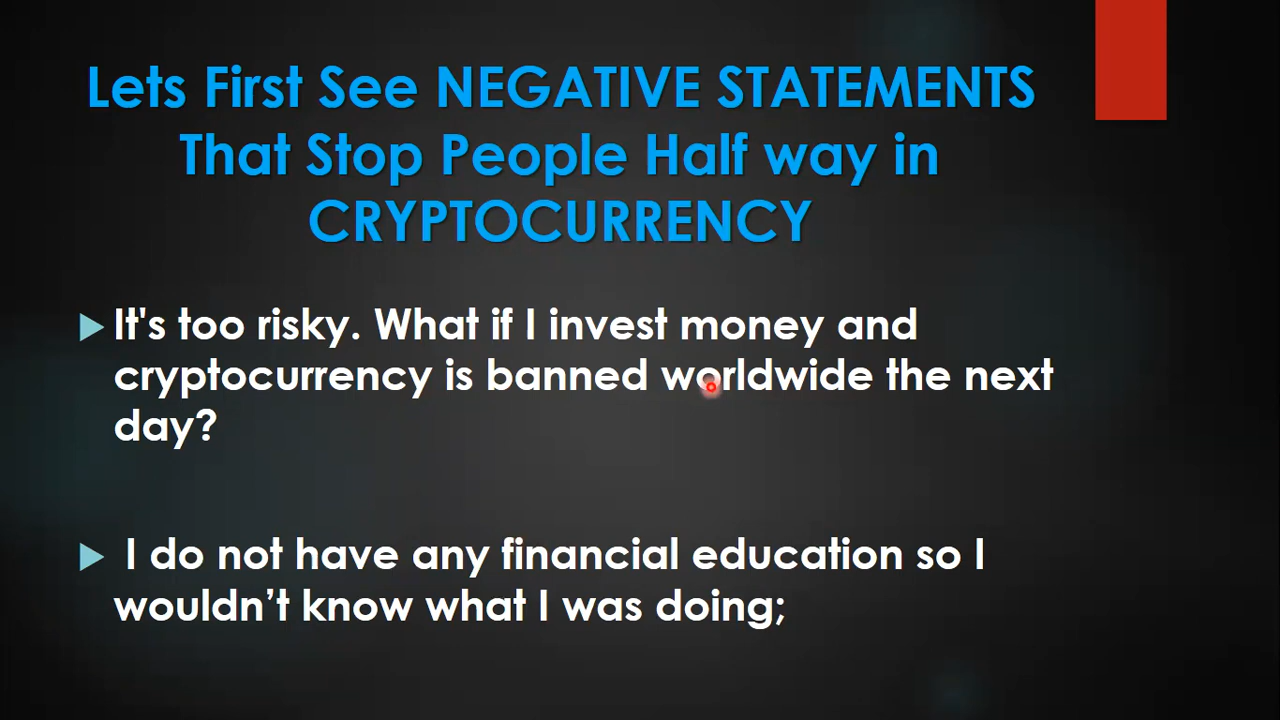 Lets First See NEGATIVE STATEMENTS
That Stop People Half way in
CRYPTOCURRENCY
It's too risky. What if I invest money and
cryptocurrency is banned worldwide the next
day?
I do not have any financial education so I
wouldn’t know what I was doing;